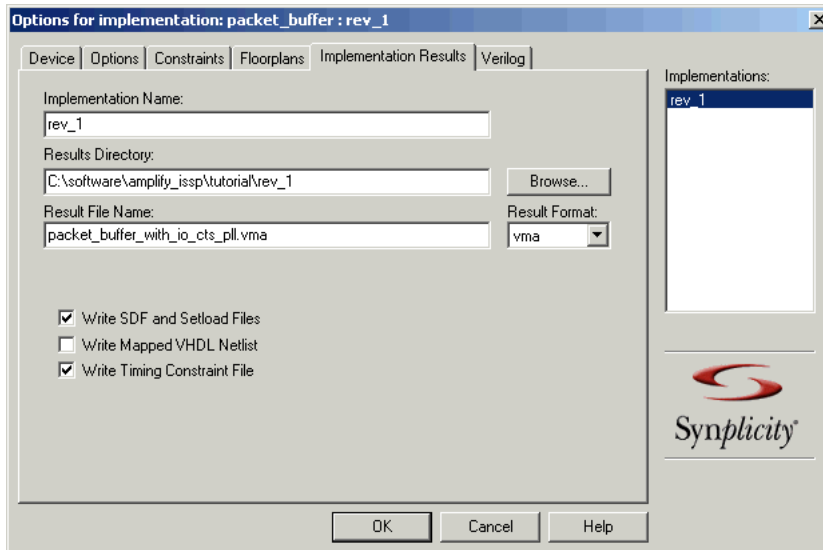 Options for implementation: packet_buffer : rev_1
Device Options Constraints Floorplans Implementation Results Verilog
Implementations:
rev_1
Implementation Name:
rev_1
Results Directory:
C:\software\amplify_issp\tutorial\rev_1
Browse...
Result File Name:
Result Format:
packet_buffer_with_io_cts_pll.vma
vma
Write SDF and Setload Files
Write Mapped VHDL Netlist
Write Timing Constraint File
Synplicity®
OK Cancel Help